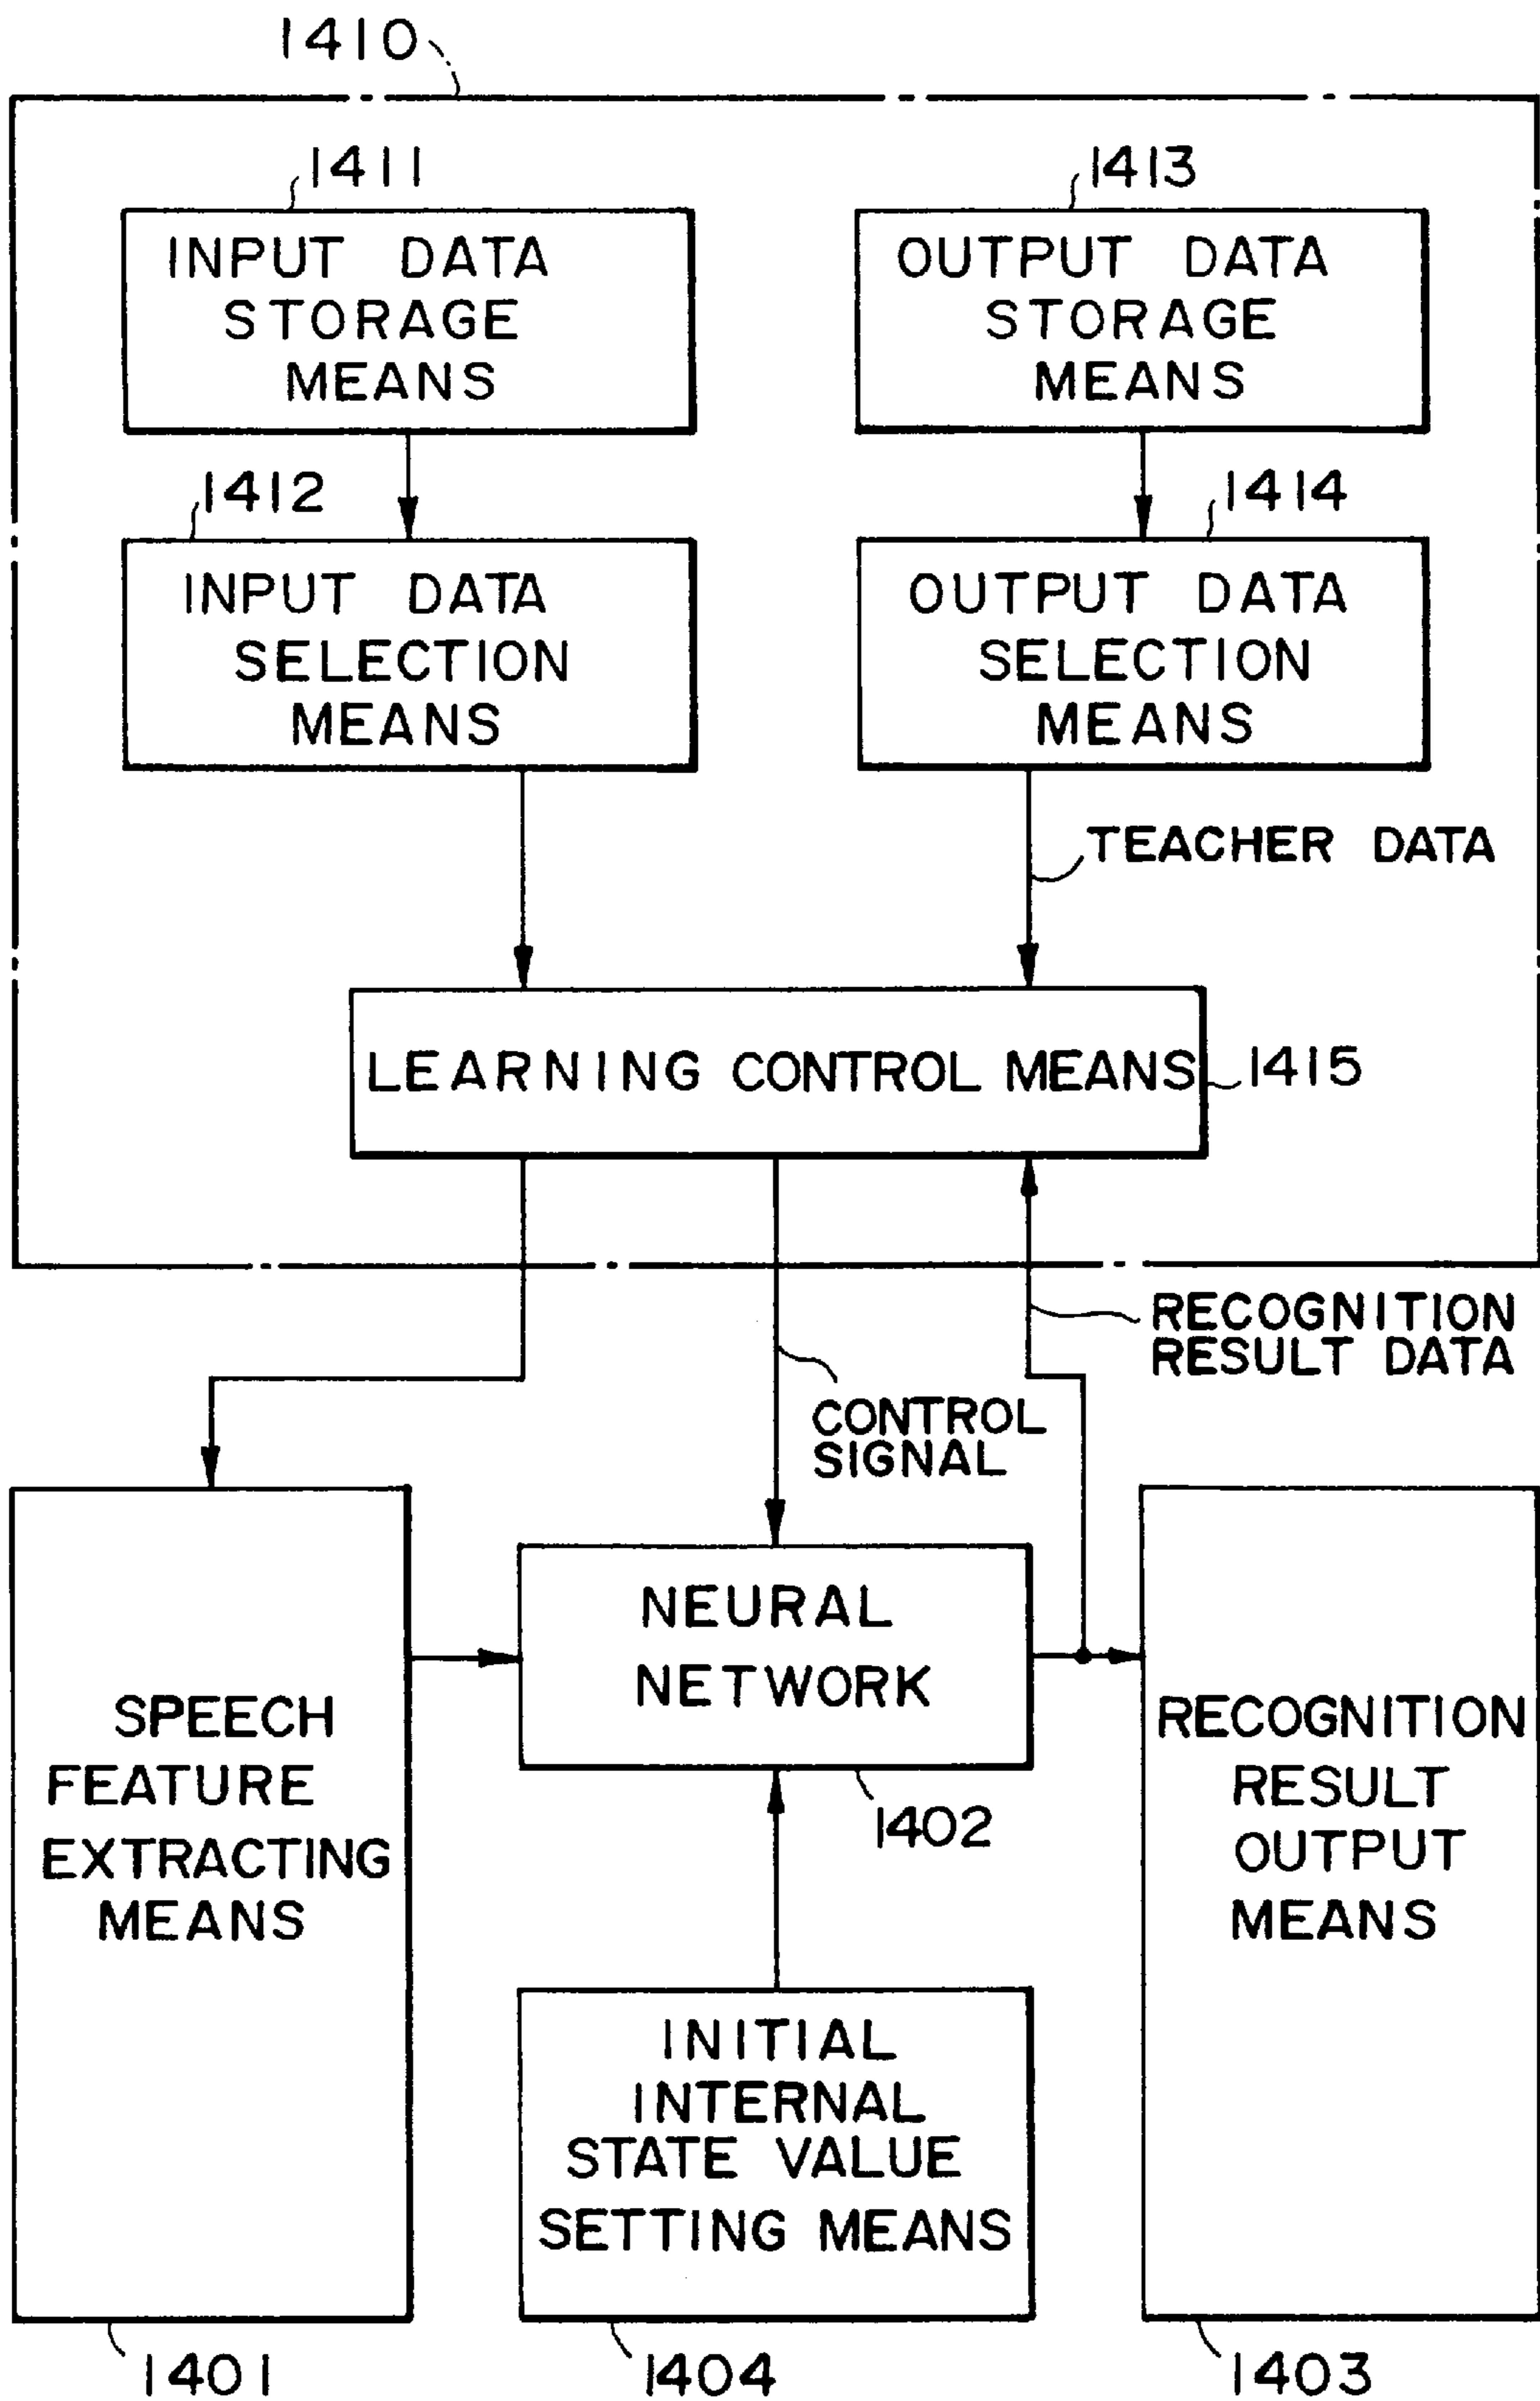 1410
1411
INPUT DATA
STORAGE
MEANS
1413
OUTPUT DATA
STORAGE
MEANS
1412
INPUT DATA
SELECTION
MEANS
1414
OUTPUT DATA
SELECTION
MEANS
TEACHER DATA
LEARNING CONTROL MEANS
1415
RECOGNITION
RESULT DATA
CONTROL
SIGNAL
SPEECH
FEATURE
EXTRACTING
MEANS
1401
NEURAL
NETWORK
1402
INITIAL
INTERNAL
STATE VALUE
SETTING MEANS
1404
RECOGNITION
RESULT
OUTPUT
MEANS
1403